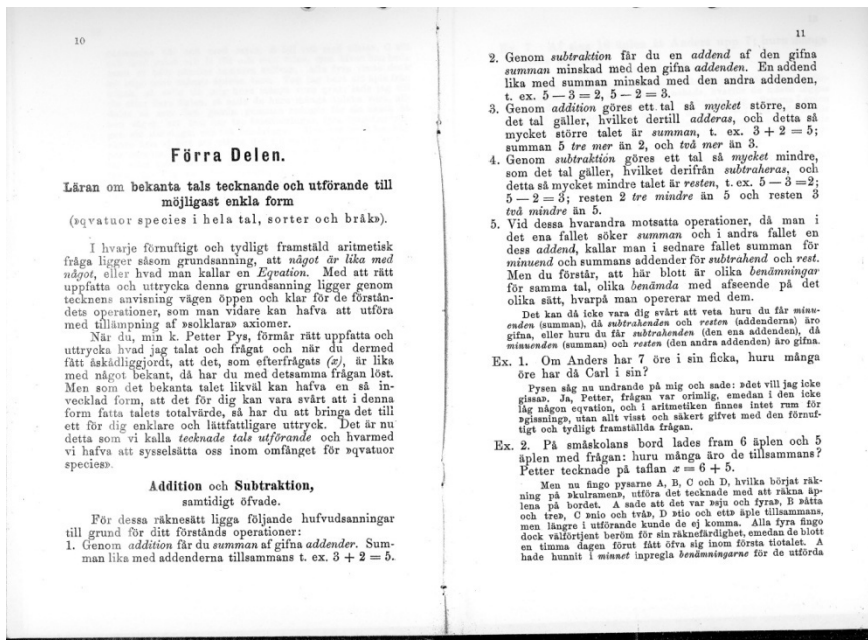 10
Förra Delen.
Läran om bekanta tals tecknande och utförande till
möjligast enkla form
(»qvatuor species i hela tal, sorter och bråk»).
I hvarje förnuftigt och tydligt framstäld aritmetisk
fråga ligger såsom grundsanning, att något är lika med
något, eller hvad man kallar en Eqvation. Med att rätt
uppfatta och uttrycka denna grundsanning ligger genom
tecknens anvisning vägen öppen och klar för de förstån-
dets operationer, som man vidare kan hafva att utföra
med tillämpning af »solklara» axiomer.
När du, min k. Petter Pys, förmår rätt uppfatta och
uttrycka hvad jag talat och frågat och när du dermed
fått åskådliggjordt, att det, som efterfrågats (x), är lika
med något bekant, då har du med detsamma frågan löst.
Men som det bekanta talet likväl kan hafva en så in-
vecklad form, att det för dig kan vara svårt att i denna
form fatta talets totalvärde, så har du att bringa det till
ett för dig enklare och lättfattligare uttryck. Det är nu
detta som vi kalla tecknade tals utförande och hvarmed
vi hafva att sysselsätta oss inom omfånget för »qvatuor
species».
Addition och Subtraktion,
samtidigt öfvade.
För dessa räknesätt ligga följande hufvudsanningar
till grund för ditt förstånds operationer:
1. Genom addition får du summan af gifna addender. Sum-
man lika med addenderna tillsammans t. ex. 3 + 2 = 5.
11
2. Genom subtraktion får du en addend af den gifna
summan minskad med den gifna addenden. En addend
lika med summan minskad med den andra addenden,
t. ex. 5 — 3 = 2, 5 — 2 = 3.
3. Genom addition göres ett tal så mycket större, som
det tal gäller, hvilket dertill adderas, och detta så
mycket större talet är summan, t. ex. 3 + 2 = 5;
summan 5 tre mer än 2, och två mer än 3.
4. Genom subtraktion göres ett tal så mycket mindre,
som det tal gäller, hvilket derifrån subtraheras, och
detta så mycket mindre talet är resten, t. ex. 5 — 3 = 2;
5 — 2 = 3; resten 2 tre mindre än 5 och resten 3
två mindre än 5.
5. Vid dessa hvarandra motsatta operationer, då man i
det ena fallet söker summan och i andra fallet en
dess addend, kallar man i sednare fallet summan för
minuend och summans addender för subtrahend och rest.
Men du förstår, att här blott är olika benämningar
för samma tal, olika benämda med afseende på det
olika sätt, hvarpå man opererar med dem.
Det kan då icke vara dig svårt att veta huru du får minu-
enden (summan), då subtrahenden och resten (addenderna) äro
gifna, eller huru du får subtrahenden (den ena addenden), då
minuenden (summan) och resten (den andra addenden) äro gifna.
Ex. 1. Om Anders har 7 öre i sin ficka, huru många
öre har då Carl i sin?
Pysen såg nu undrande på mig och sade: »det vill jag icke
gissa». Ja, Petter, frågan var orimlig, emedan i den icke
låg någon eqvation, och i aritmetiken finnes intet rum för
»gissning», utan allt visst och säkert gifvet med den förnuf-
tigt och tydligt framställda frågan.
Ex. 2. På småskolans bord lades fram 6 äplen och 5
äplen med frågan: huru många äro de tillsammans?
Petter tecknade på taflan x = 6 + 5.
Men nu fingo pysarne A, B, C och D, hvilka börjat räk-
ning på »kulramen», utföra det tecknade med att räkna äp-
lena på bordet. A sade att det var »sju och fyra», B »åtta
och tre», C »nio och två», D »tio och ett» äple tillsammans,
men längre i utförande kunde de ej komma. Alla fyra fingo
dock välförtjent beröm för sin räknefärdighet, emedan de blott
en timma dagen förut fått öfva sig inom första tiotalet. A
hade hunnit i minnet inpregla benämningarne för de utförda